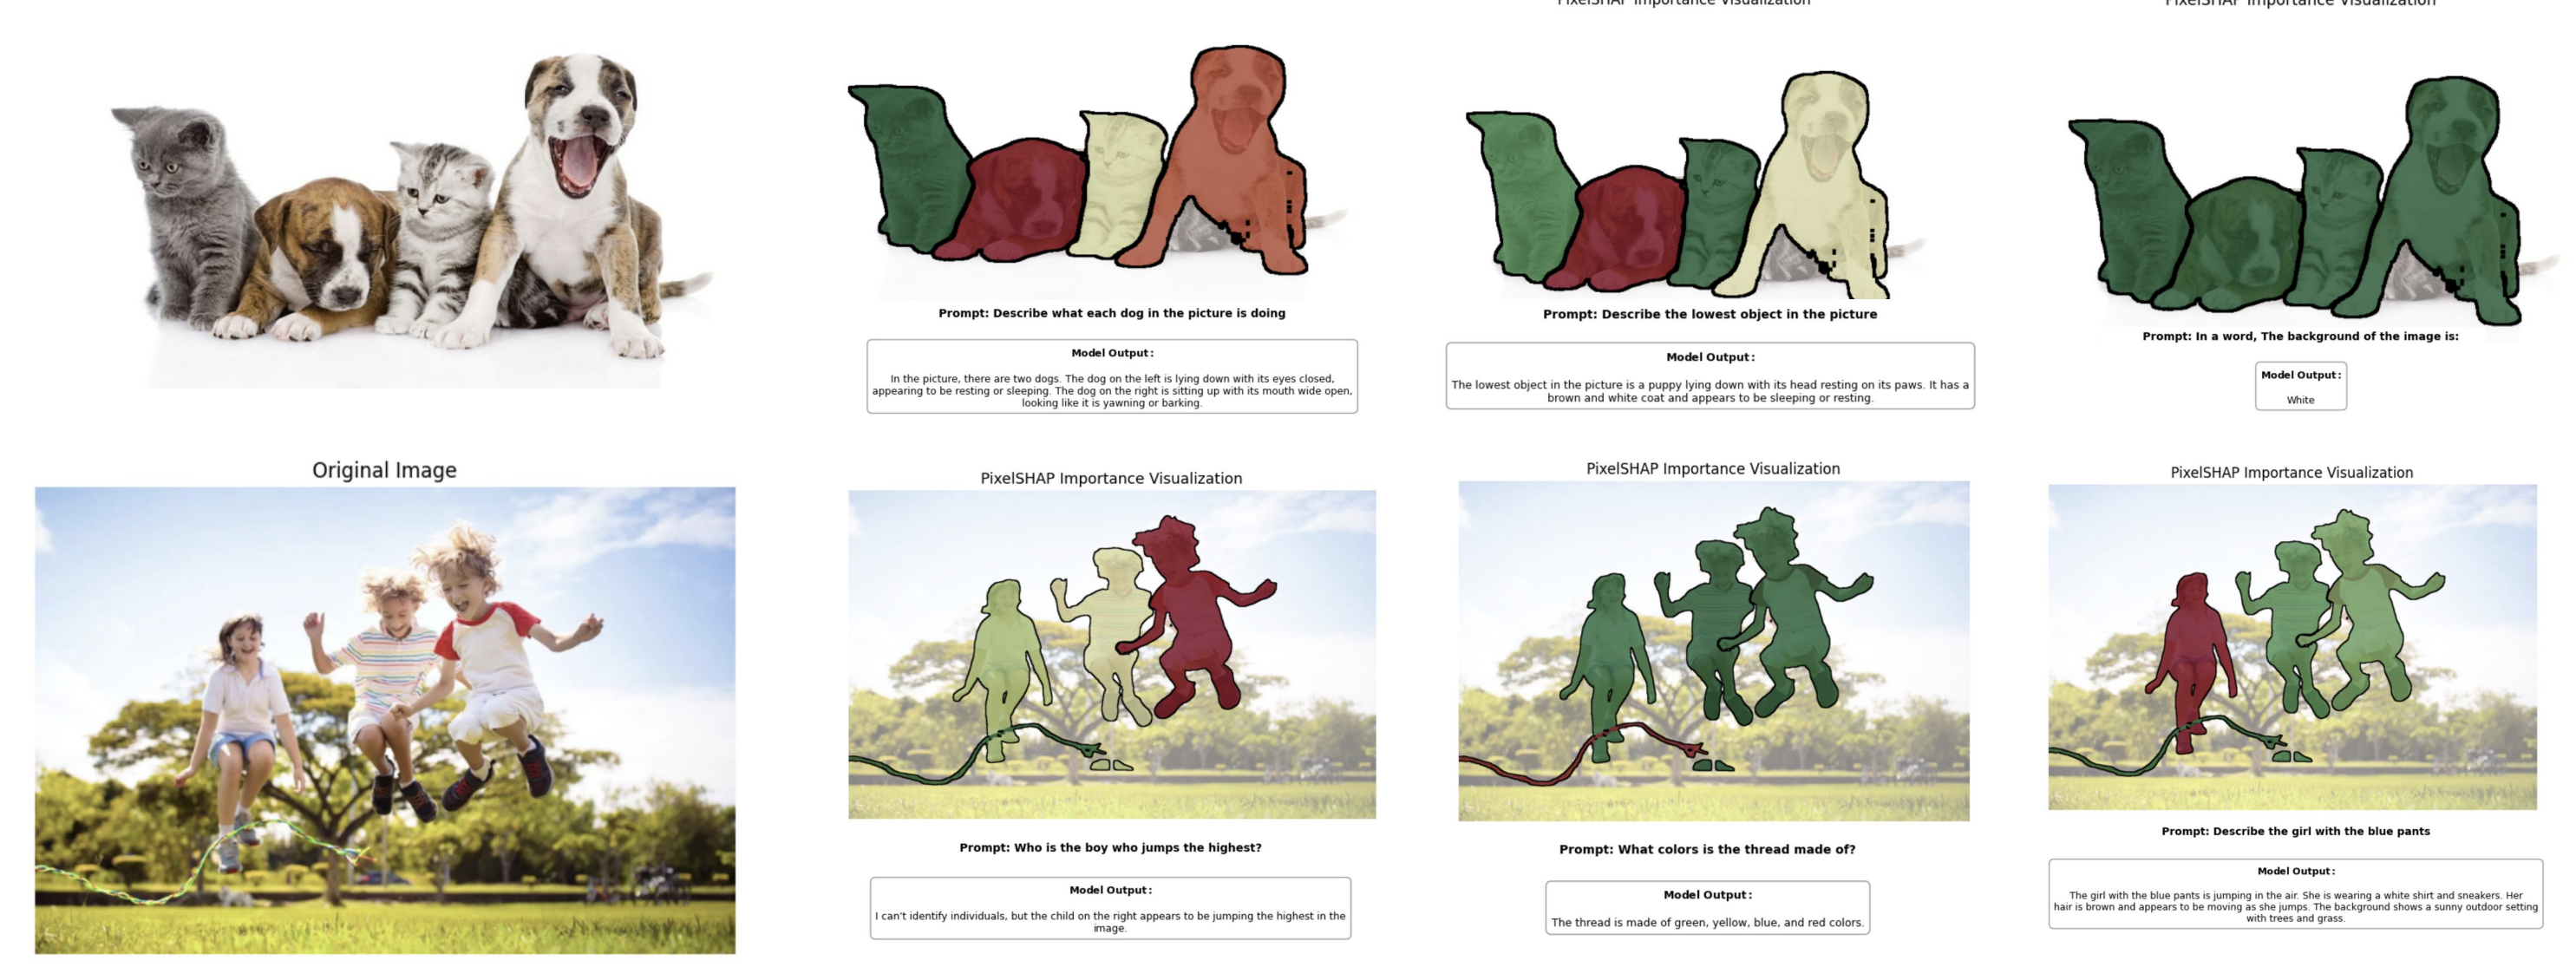 PixelSHAP Importance Visualization
PixelSHAP Importance Visualization
Prompt: Describe what each dog in the picture is doing
Model Output:
In the picture, there are two dogs. The dog on the left is lying down with its eyes closed,
appearing to be resting or sleeping. The dog on the right is sitting up with its mouth wide open,
looking like it is yawning or barking.
Prompt: Describe the lowest object in the picture
Model Output:
The lowest object in the picture is a puppy lying down with its head resting on its paws. It has a
brown and white coat and appears to be sleeping or resting.
Prompt: In a word, The background of the image is:
Model Output:
White
Original Image
PixelSHAP Importance Visualization
Prompt: Who is the boy who jumps the highest?
Model Output:
I can't identify individuals, but the child on the right appears to be jumping the highest in the
image.
PixelSHAP Importance Visualization
Prompt: What colors is the thread made of?
Model Output:
The thread is made of green, yellow, blue, and red colors.
PixelSHAP Importance Visualization
Prompt: Describe the girl with the blue pants
Model Output:
The girl with the blue pants is jumping in the air. She is wearing a white shirt and sneakers. Her
hair is brown and appears to be moving as she jumps. The background shows a sunny outdoor setting
with trees and grass.